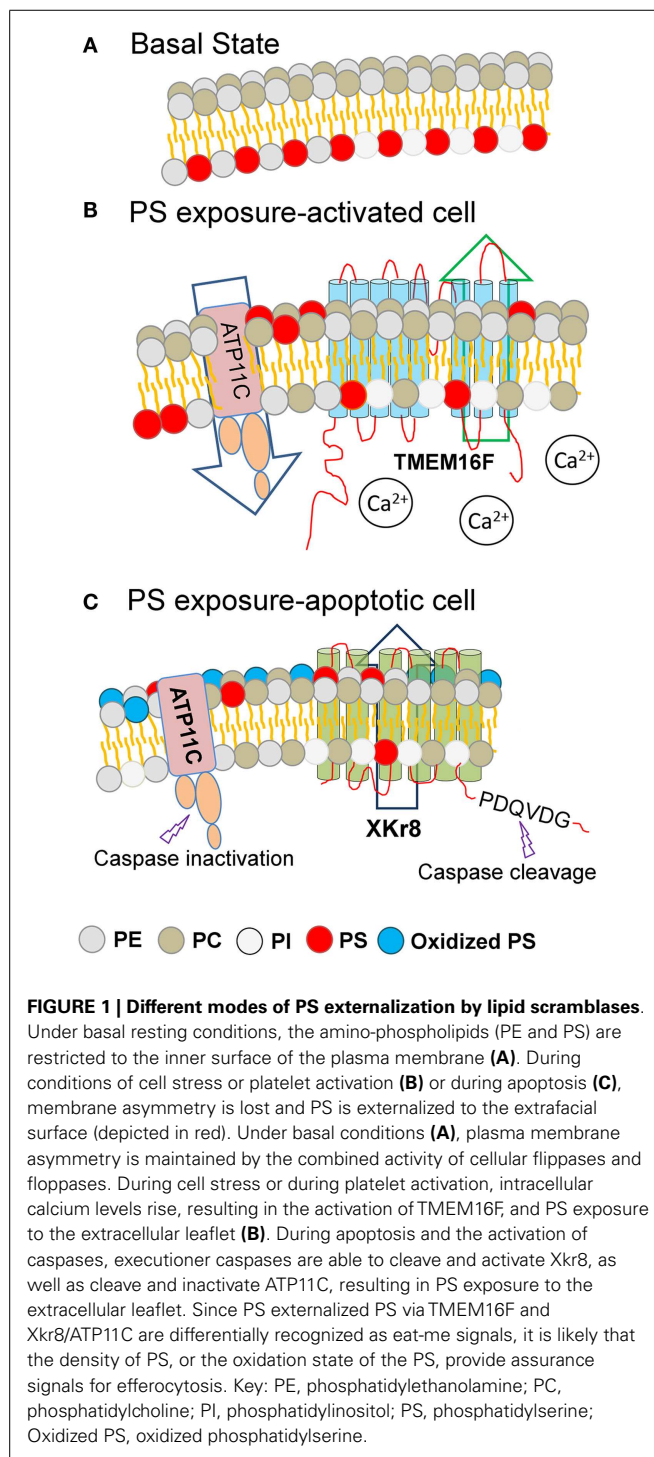 A Basal State
B PS exposure-activated cell
ATP11C
TMEM16F
Ca²⁺
Ca²⁺
Ca²⁺
C PS exposure-apoptotic cell
ATP11C
XKr8
PDQVDG
Caspase inactivation
Caspase cleavage
PE PC PI PS Oxidized PS
FIGURE 1 | Different modes of PS externalization by lipid scramblases.
Under basal resting conditions, the amino-phospholipids (PE and PS) are
restricted to the inner surface of the plasma membrane (A). During
conditions of cell stress or platelet activation (B) or during apoptosis (C),
membrane asymmetry is lost and PS is externalized to the extrafacial
surface (depicted in red). Under basal conditions (A), plasma membrane
asymmetry is maintained by the combined activity of cellular flippases and
floppases. During cell stress or during platelet activation, intracellular
calcium levels rise, resulting in the activation of TMEM16F, and PS exposure
to the extracellular leaflet (B). During apoptosis and the activation of
caspases, executioner caspases are able to cleave and activate Xkr8, as
well as cleave and inactivate ATP11C, resulting in PS exposure to the
extracellular leaflet. Since PS externalized PS via TMEM16F and
Xkr8/ATP11C are differentially recognized as eat-me signals, it is likely that
the density of PS, or the oxidation state of the PS, provide assurance
signals for efferocytosis. Key: PE, phosphatidylethanolamine; PC,
phosphatidylcholine; PI, phosphatidylinositol; PS, phosphatidylserine;
Oxidized PS, oxidized phosphatidylserine.